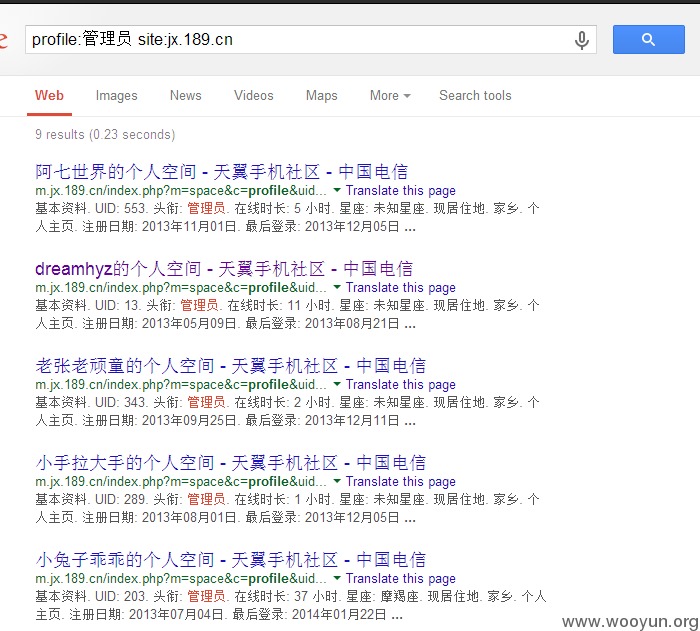 profile:管理员 site:jx.189.cn
Web Images News Videos Maps More Search tools
9 results (0.23 seconds)
阿七世界的个人空间 - 天翼手机社区 - 中国电信
m.jx.189.cn/index.php?m=space&c=profile&uid... Translate this page
基本资料. UID: 553. 头衔: 管理员. 在线时长: 5 小时. 星座: 未知星座. 现居住地. 家乡. 个
人主页. 注册日期: 2013年11月01日. 最后登录: 2013年12月05日 ...
dreamhyz的个人空间 - 天翼手机社区 - 中国电信
m.jx.189.cn/index.php?m=space&c=profile&uid... Translate this page
基本资料. UID: 13. 头衔: 管理员. 在线时长: 11 小时. 星座: 未知星座. 现居住地. 家乡. 个
人主页. 注册日期: 2013年05月09日. 最后登录: 2013年08月21日 ...
老张老顽童的个人空间 - 天翼手机社区 - 中国电信
m.jx.189.cn/index.php?m=space&c=profile&uid... Translate this page
基本资料. UID: 343. 头衔: 管理员. 在线时长: 2 小时. 星座: 未知星座. 现居住地. 家乡. 个
人主页. 注册日期: 2013年09月25日. 最后登录: 2013年12月11日 ...
小手拉大手的个人空间 - 天翼手机社区 - 中国电信
m.jx.189.cn/index.php?m=space&c=profile&uid... Translate this page
基本资料. UID: 289. 头衔: 管理员. 在线时长: 1 小时. 星座: 未知星座. 现居住地. 家乡. 个
人主页. 注册日期: 2013年08月01日. 最后登录: 2013年12月05日 ...
小兔子乖乖的个人空间 - 天翼手机社区 - 中国电信
m.jx.189.cn/index.php?m=space&c=profile&uid... Translate this page
基本资料. UID: 203. 头衔: 管理员. 在线时长: 37 小时. 星座: 摩羯座. 现居住地. 家乡. 个人
主页. 注册日期: 2013年07月04日. 最后登录: 2014年01月22日 ...
www.wooyun.org